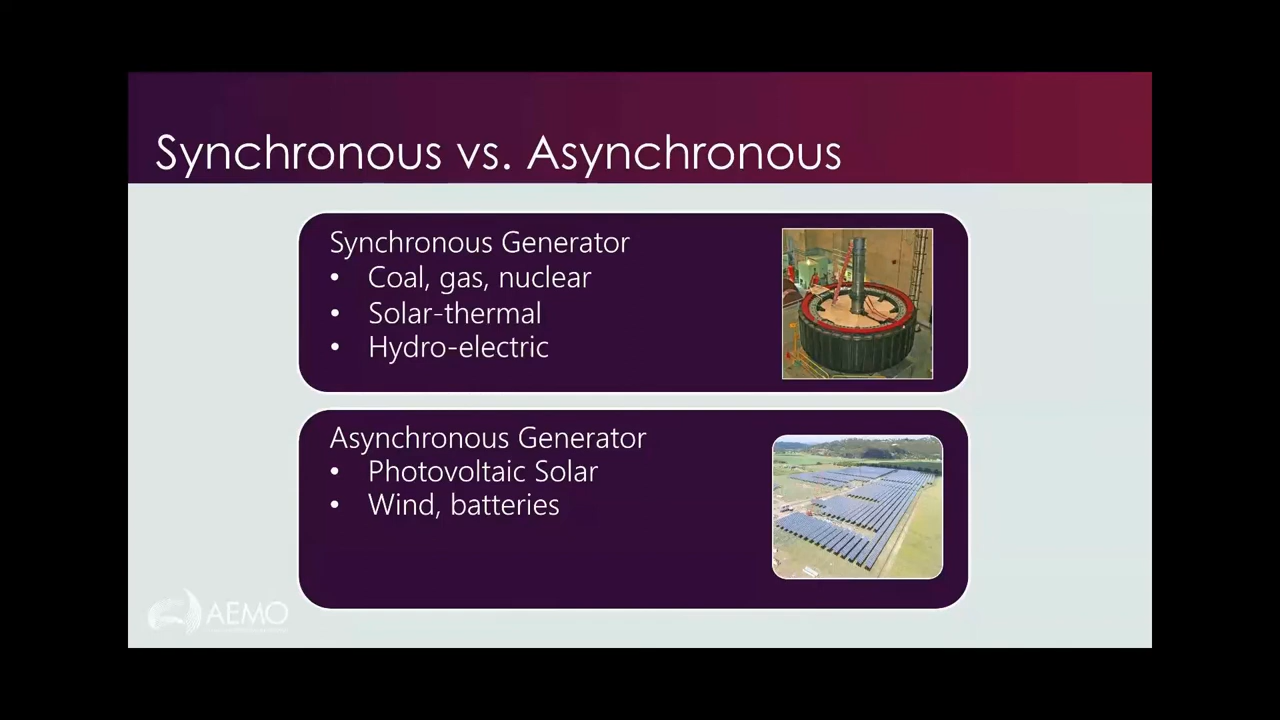 Synchronous vs. Asynchronous
Synchronous Generator
• Coal, gas, nuclear
• Solar-thermal
• Hydro-electric
Asynchronous Generator
• Photovoltaic Solar
• Wind, batteries
AEMO